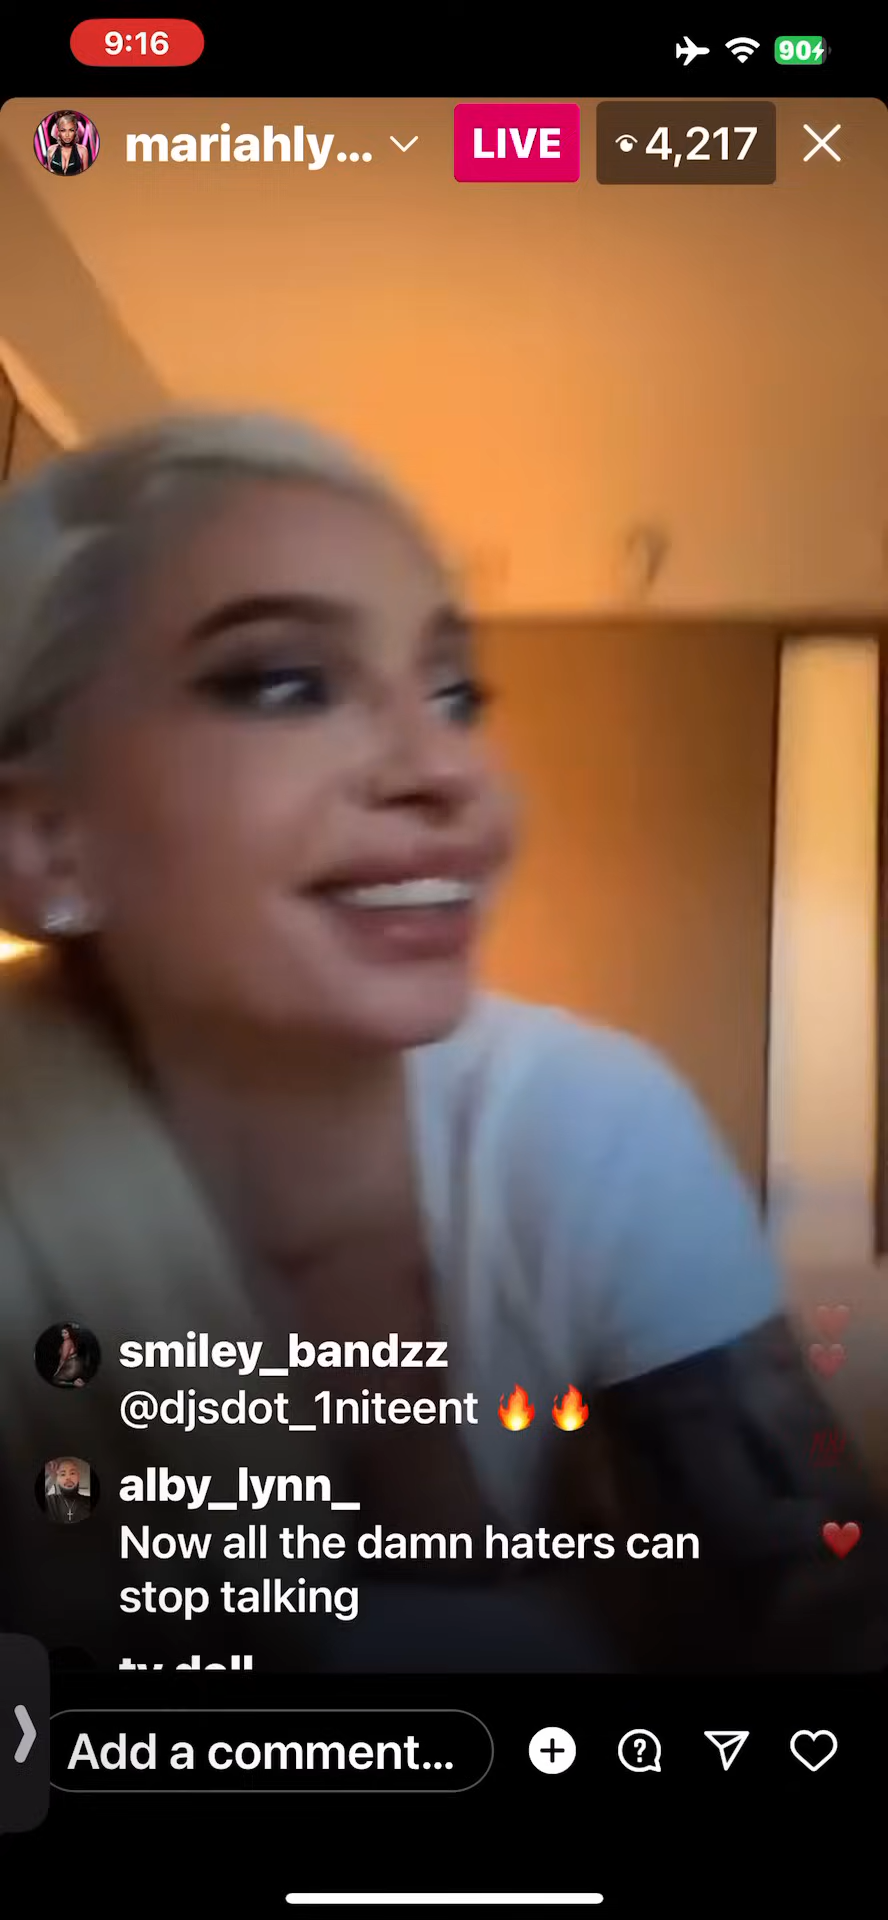 9:16
90
mariahly...
LIVE
4,217
smiley_bandzz
@djsdot_1niteent 🔥🔥
alby_lynn_
Now all the damn haters can
stop talking
Add a comment...